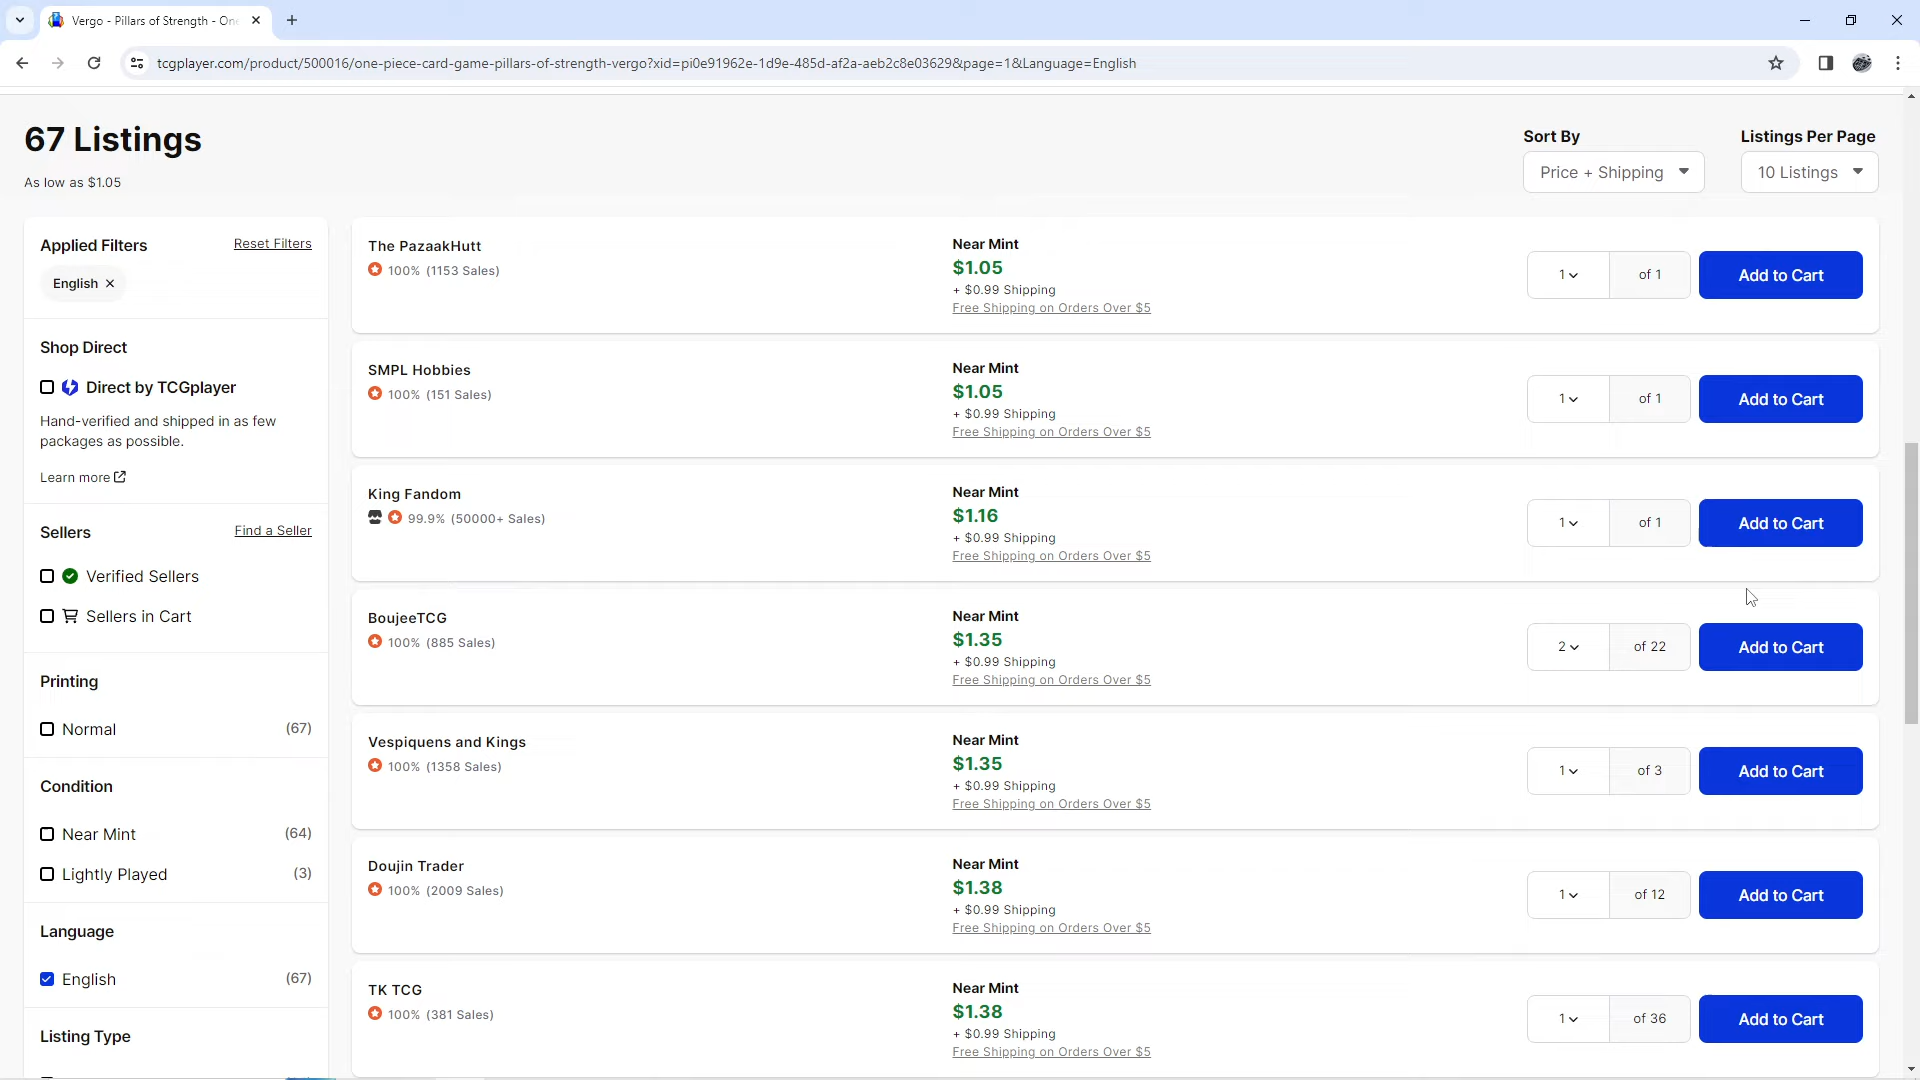 Vergo - Pillars of Strength - One
tcgplayer.com/product/500016/one-piece-card-game-pillars-of-strength-vergo?xid=pi0e91962e-1d9e-485d-af2a-aeb2c8e03629&page=1&Language=English
67 Listings
As low as $1.05
Sort By
Price + Shipping
Listings Per Page
10 Listings
Applied Filters
Reset Filters
English
Shop Direct
Direct by TCGplayer
Hand-verified and shipped in as few
packages as possible.
Learn more
Sellers
Find a Seller
Verified Sellers
Sellers in Cart
Printing
Normal (67)
Condition
Near Mint (64)
Lightly Played (3)
Language
English (67)
Listing Type
The PazaakHutt
100% (1153 Sales)
Near Mint
$1.05
+ $0.99 Shipping
Free Shipping on Orders Over $5
1 of 1 Add to Cart
SMPL Hobbies
100% (151 Sales)
Near Mint
$1.05
+ $0.99 Shipping
Free Shipping on Orders Over $5
1 of 1 Add to Cart
King Fandom
99.9% (50000+ Sales)
Near Mint
$1.16
+ $0.99 Shipping
Free Shipping on Orders Over $5
1 of 1 Add to Cart
BoujeeTCG
100% (885 Sales)
Near Mint
$1.35
+ $0.99 Shipping
Free Shipping on Orders Over $5
2 of 22 Add to Cart
Vespiquens and Kings
100% (1358 Sales)
Near Mint
$1.35
+ $0.99 Shipping
Free Shipping on Orders Over $5
1 of 3 Add to Cart
Doujin Trader
100% (2009 Sales)
Near Mint
$1.38
+ $0.99 Shipping
Free Shipping on Orders Over $5
1 of 12 Add to Cart
TK TCG
100% (381 Sales)
Near Mint
$1.38
+ $0.99 Shipping
Free Shipping on Orders Over $5
1 of 36 Add to Cart